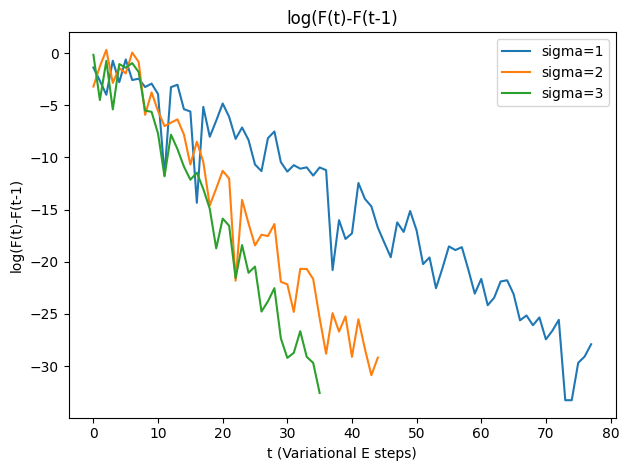 log(F(t)-F(t-1)
log(F(t)-F(t-1)
0
−5
−10
−15
−20
−25
−30
sigma=1
sigma=2
sigma=3
0 10 20 30 40 50 60 70 80
t (Variational E steps)